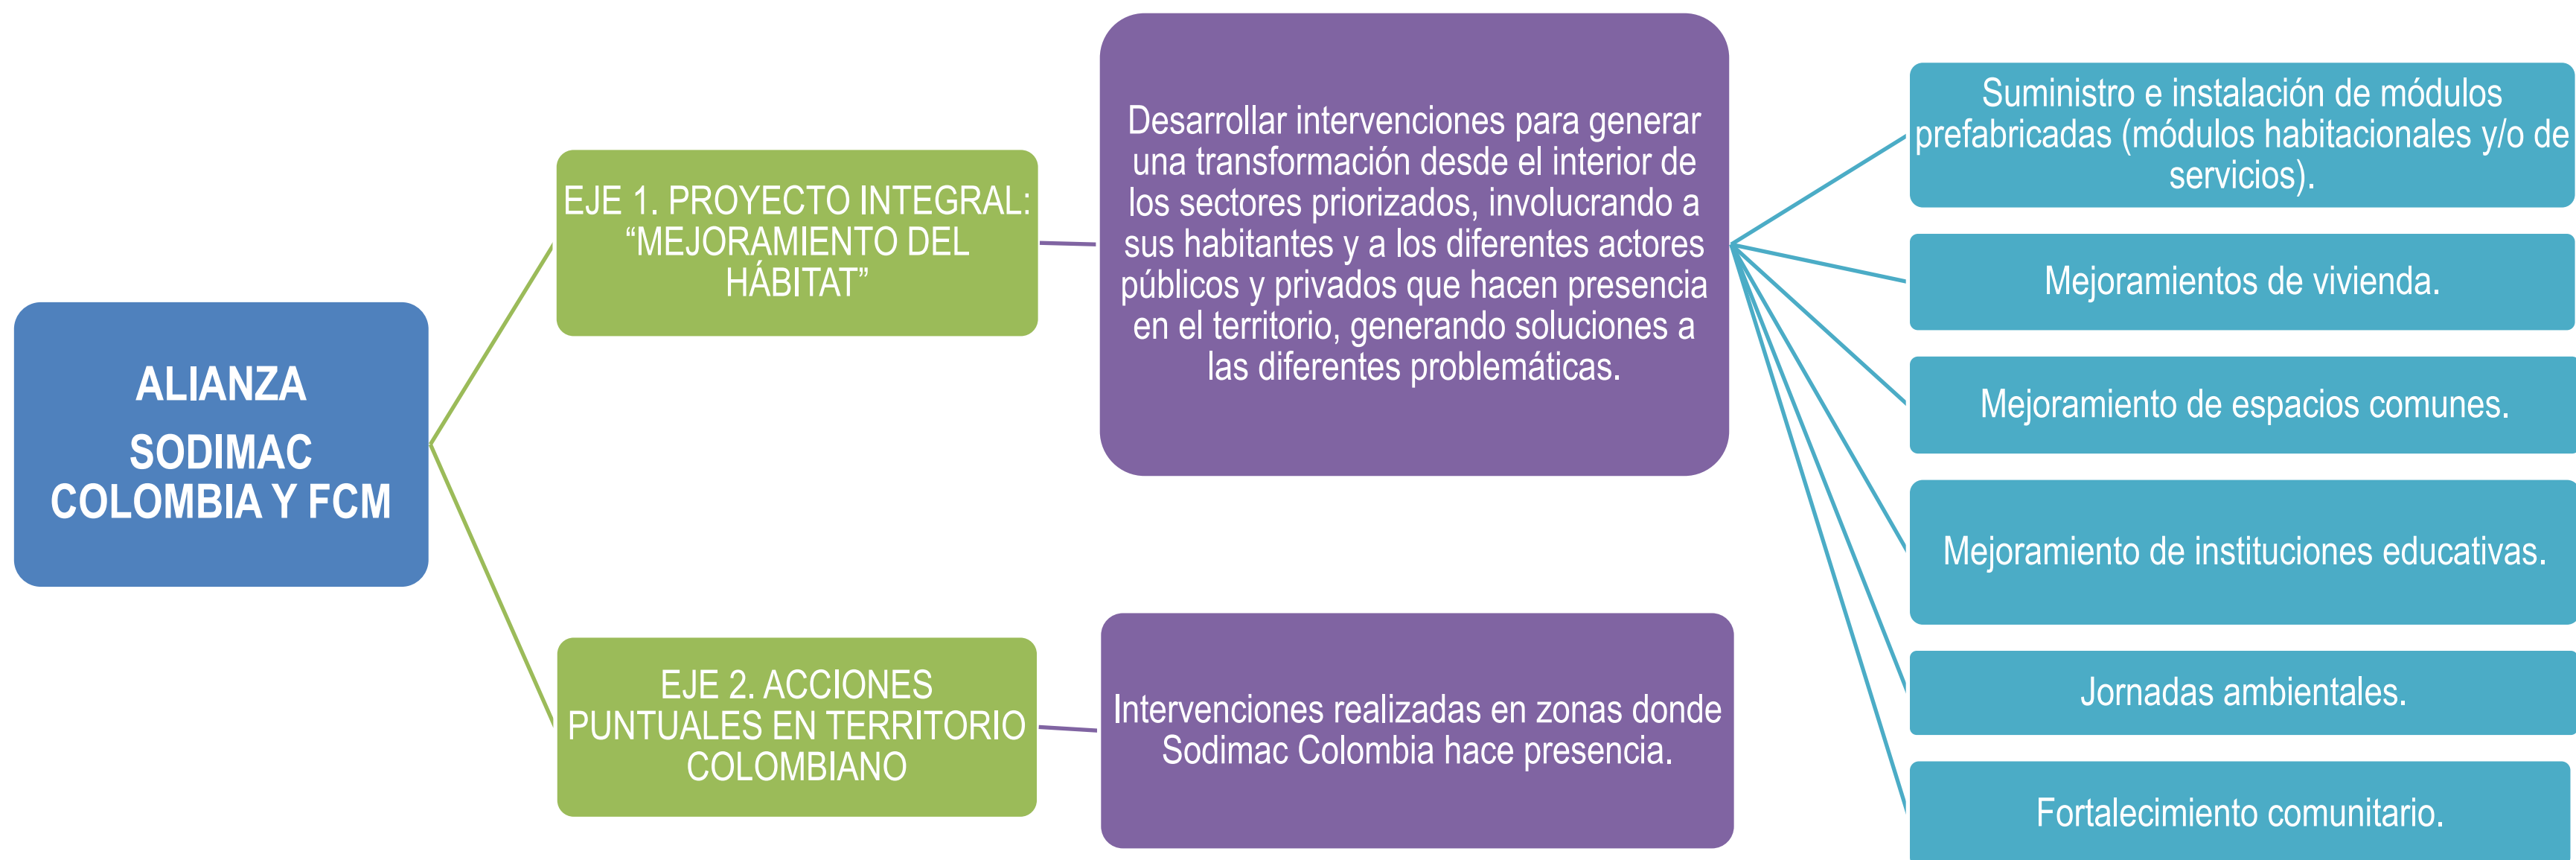 ALIANZA
SODIMAC
COLOMBIA Y FCM
EJE 1. PROYECTO INTEGRAL:
“MEJORAMIENTO DEL
HÁBITAT”
Desarrollar intervenciones para generar
una transformación desde el interior de
los sectores priorizados, involucrando a
sus habitantes y a los diferentes actores
públicos y privados que hacen presencia
en el territorio, generando soluciones a
las diferentes problemáticas.
Suministro e instalación de módulos
prefabricadas (módulos habitacionales y/o de
servicios).
Mejoramientos de vivienda.
Mejoramiento de espacios comunes.
Mejoramiento de instituciones educativas.
Jornadas ambientales.
Fortalecimiento comunitario.
EJE 2. ACCIONES
PUNTUALES EN TERRITORIO
COLOMBIANO
Intervenciones realizadas en zonas donde
Sodimac Colombia hace presencia.